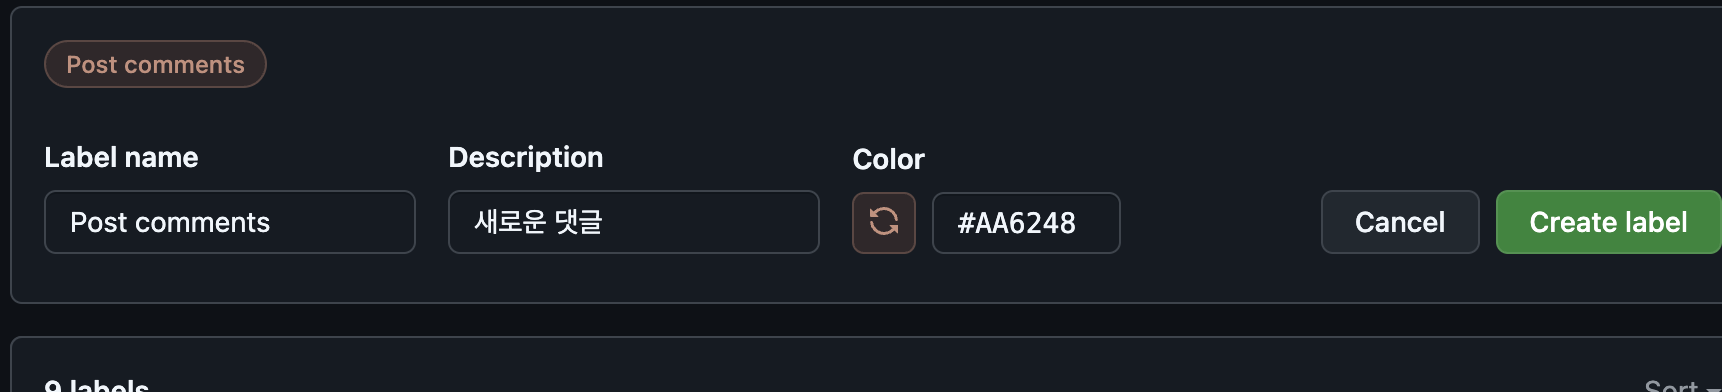 Post comments
Label name
Description
Color
Post comments
새로운 댓글
#AA6248
Cancel
Create label
9 labels
Sort